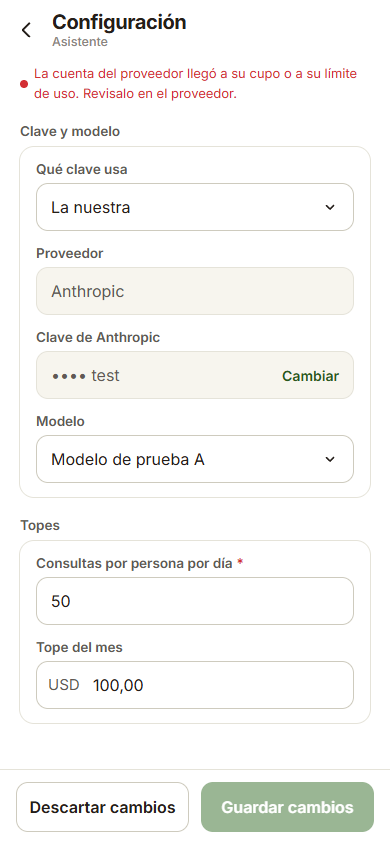 Configuración
Asistente
La cuenta del proveedor llegó a su cupo o a su límite
de uso. Revisalo en el proveedor.
Clave y modelo
Qué clave usa
La nuestra
Proveedor
Anthropic
Clave de Anthropic
•••• test Cambiar
Modelo
Modelo de prueba A
Topes
Consultas por persona por día *
50
Tope del mes
USD 100,00
Descartar cambios Guardar cambios